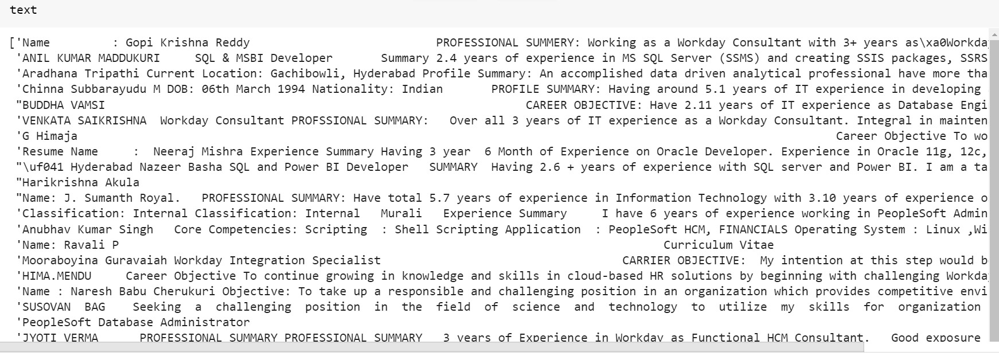 text
['Name         : Gopi Krishna Reddy                           PROFESSIONAL SUMMERY: Working as a Workday Consultant with 3+ years as\xa0Workda
'ANIL KUMAR MADDUKURI     SQL & MSBI Developer       Summary 2.4 years of experience in MS SQL Server (SSMS) and creating SSIS packages, SSRS
'Aradhana Tripathi Current Location: Gachibowli, Hyderabad Profile Summary: An accomplished data driven analytical professional have more tha
'Chinna Subbarayudu M DOB: 06th March 1994 Nationality: Indian       PROFILE SUMMARY: Having around 5.1 years of IT experience in developing
"BUDDHA VAMSI                                                             CAREER OBJECTIVE: Have 2.11 years of IT experience as Database Engi
'VENKATA SAIKRISHNA  Workday Consultant PROFSSIONAL SUMMARY:   Over all 3 years of IT experience as a Workday Consultant. Integral in mainten
'G Himaja                                                                                                              Career Objective To wo
'Resume Name     :  Neeraj Mishra Experience Summary Having 3 year  6 Month of Experience on Oracle Developer. Experience in Oracle 11g, 12c,
"\uf041 Hyderabad Nazeer Basha SQL and Power BI Developer   SUMMARY  Having 2.6 + years of experience with SQL server and Power BI. I am a ta
"Harikrishna Akula
"Name: J. Sumanth Royal.   PROFESSIONAL SUMMARY: Have total 5.7 years of experience in Information Technology with 3.10 years of experience o
'Classification: Internal Classification: Internal   Murali   Experience Summary     I have 6 years of experience working in PeopleSoft Admin
'Anubhav Kumar Singh   Core Competencies: Scripting  : Shell Scripting Application  : PeopleSoft HCM, FINANCIALS Operating System : Linux ,Wi
'Name: Ravali P                                                                               Curriculum Vitae
'Mooraboyina Guravaiah Workday Integration Specialist                                   CARRIER OBJECTIVE:  My intention at this step would b
'HIMA.MENDU     Career Objective To continue growing in knowledge and skills in cloud-based HR solutions by beginning with challenging Workda
'Name : Naresh Babu Cherukuri Objective: To take up a responsible and challenging position in an organization which provides competitive envi
'SUSOVAN  BAG    Seeking  a  challenging  position  in  the  field  of  science  and  technology  to  utilize  my  skills  for  organization
'PeopleSoft Database Administrator
'JYOTI VERMA      PROFESSIONAL SUMMARY PROFESSIONAL SUMMARY   3 years of Experience in Workday as Functional HCM Consultant.   Good exposure